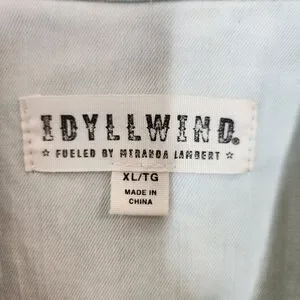 IDYLLWIND.
☆ FUELED BY MIRANDA LAMBERT ☆
XL/TG
MADE IN
CHINA